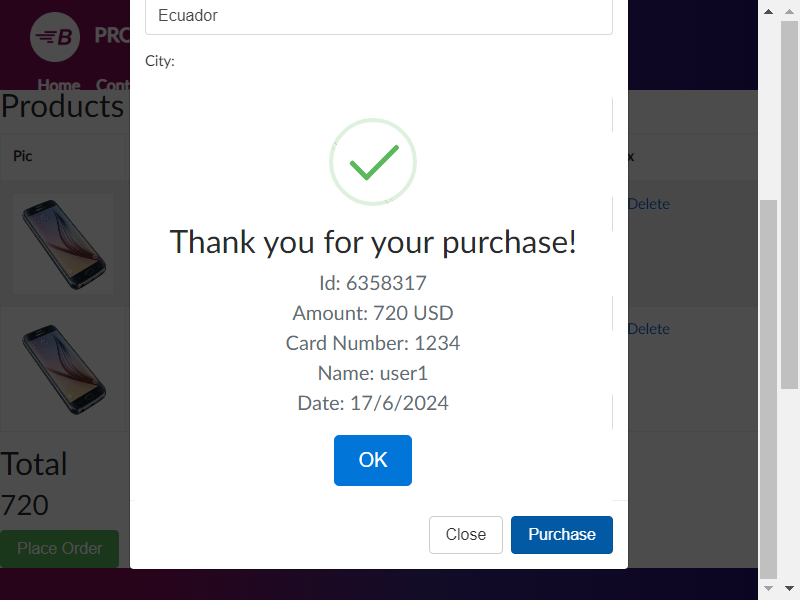 Ecuador
B
PRO
City:
Home Cont
Products
Pic
x
Delete
Thank you for your purchase!
Id: 6358317
Amount: 720 USD
Card Number: 1234
Delete
Name: user1
Date: 17/6/2024
OK
Total
720
Place Order
Close
Purchase